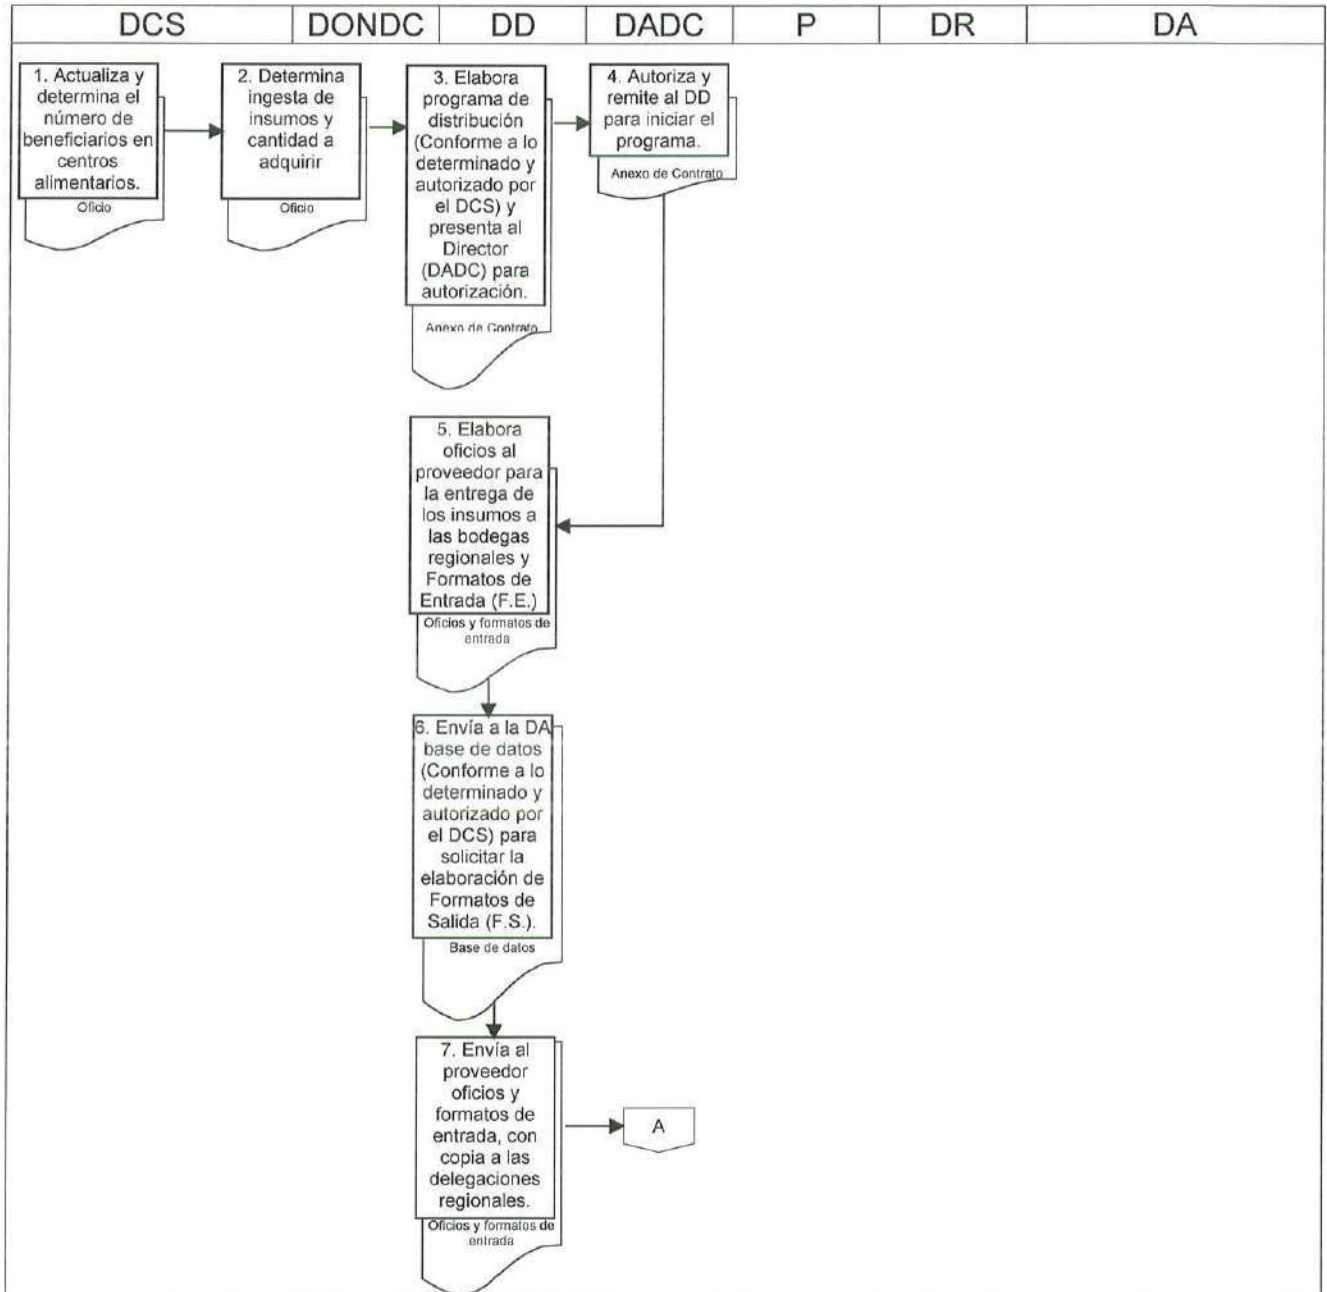 DCS DONDC DD DADC P DR DA
1. Actualiza y
determina el
número de
beneficiarios en
centros
alimentarios.
Oficio
2. Determina
ingesta de
insumos y
cantidad a
adquirir
Oficio
3. Elabora
programa de
distribución
(Conforme a lo
determinado y
autorizado por
el DCS) y
presenta al
Director
(DADC) para
autorización.
Anexo de Contrato
4. Autoriza y
remite al DD
para iniciar el
programa.
Anexo de Contrato
5. Elabora
oficios al
proveedor para
la entrega de
los insumos a
las bodegas
regionales y
Formatos de
Entrada (F.E.)
Oficios y formatos de
entrada
6. Envía a la DA
base de datos
(Conforme a lo
determinado y
autorizado por
el DCS) para
solicitar la
elaboración de
Formatos de
Salida (F.S.).
Base de datos
7. Envía al
proveedor
oficios y
formatos de
entrada, con
copia a las
delegaciones
regionales.
Oficios y formatos de
entrada
A